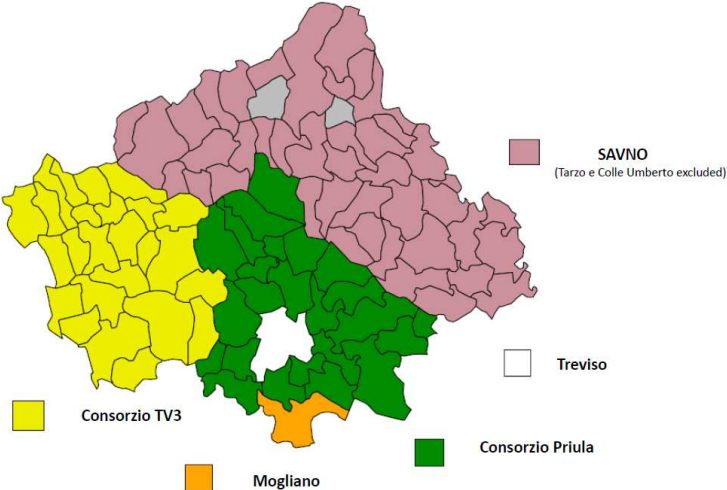 SAVNO
(Tarzo e Colle Umberto excluded)
Treviso
Consorzio TV3
Consorzio Priula
Mogliano